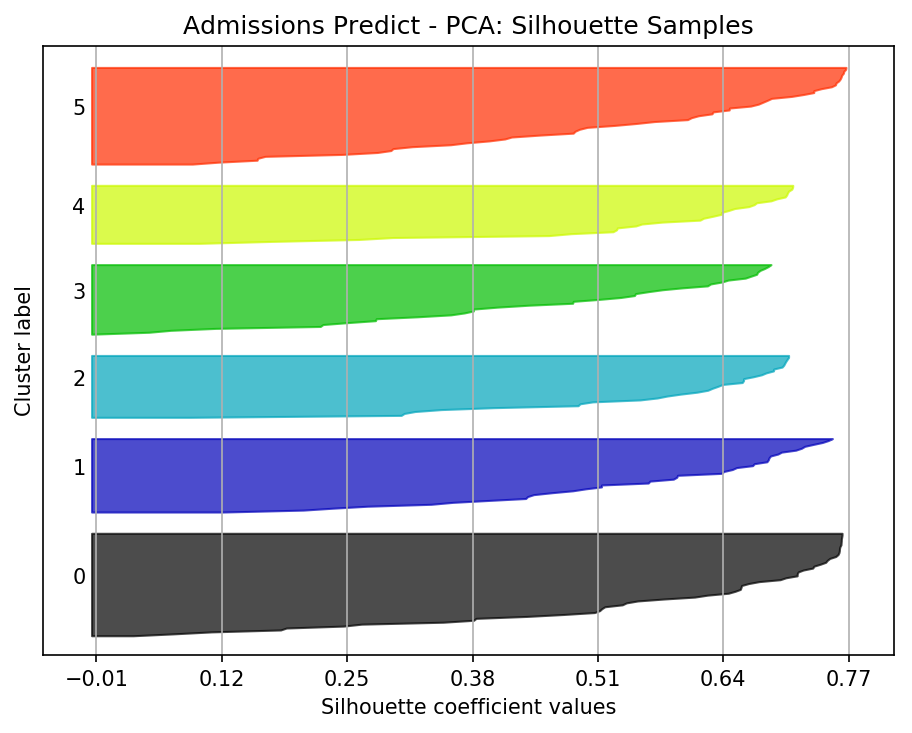 Admissions Predict - PCA: Silhouette Samples
5
4
3
2
1
0
Cluster label
−0.01 0.12 0.25 0.38 0.51 0.64 0.77
Silhouette coefficient values